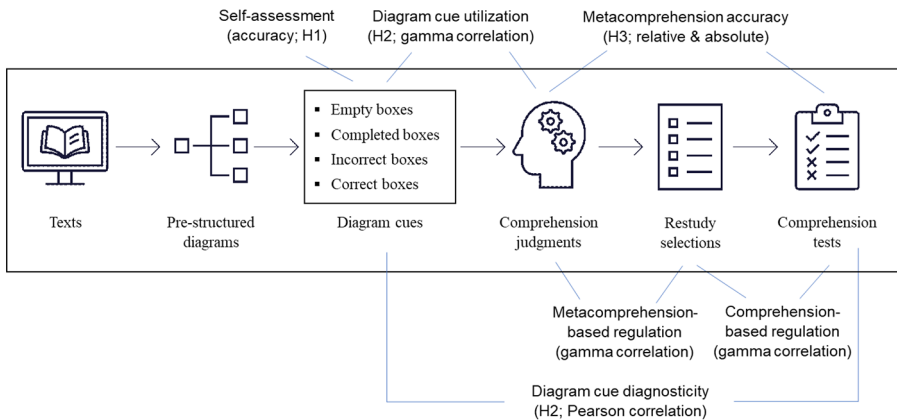 Self-assessment
(accuracy; H1)
Diagram cue utilization
(H2; gamma correlation)
Metacomprehension accuracy
(H3; relative & absolute)
▪ Empty boxes
▪ Completed boxes
▪ Incorrect boxes
▪ Correct boxes
Texts
Pre-structured
diagrams
Diagram cues
Comprehension
judgments
Restudy
selections
Comprehension
tests
Metacomprehension-
based regulation
(gamma correlation)
Comprehension-
based regulation
(gamma correlation)
Diagram cue diagnosticity
(H2; Pearson correlation)